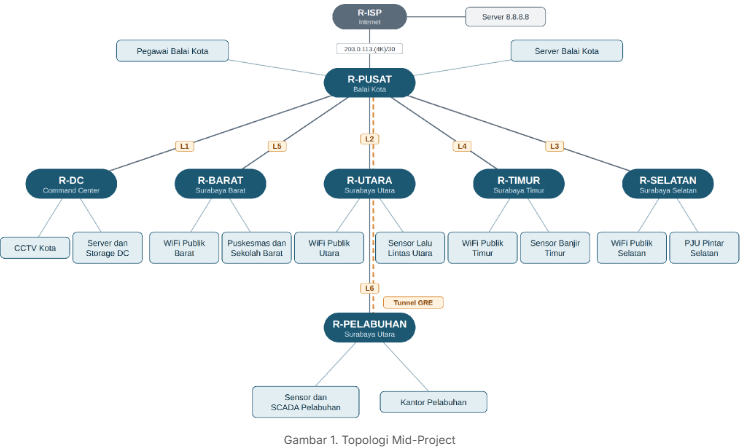 R-ISP
Internet
Server 8.8.8.8
203.0.113.(4K)/30
Pegawai Balai Kota
Server Balai Kota
R-PUSAT
Balai Kota
L1
L5
L2
L4
L3
R-DC
Command Center
R-BARAT
Surabaya Barat
R-UTARA
Surabaya Utara
R-TIMUR
Surabaya Timur
R-SELATAN
Surabaya Selatan
CCTV Kota
Server dan
Storage DC
WiFi Publik
Barat
Puskesmas dan
Sekolah Barat
WiFi Publik
Utara
Sensor Lalu
Lintas Utara
WiFi Publik
Timur
Sensor Banjir
Timur
WiFi Publik
Selatan
PJU Pintar
Selatan
L6
Tunnel GRE
R-PELABUHAN
Surabaya Utara
Sensor dan
SCADA Pelabuhan
Kantor Pelabuhan
Gambar 1. Topologi Mid-Project